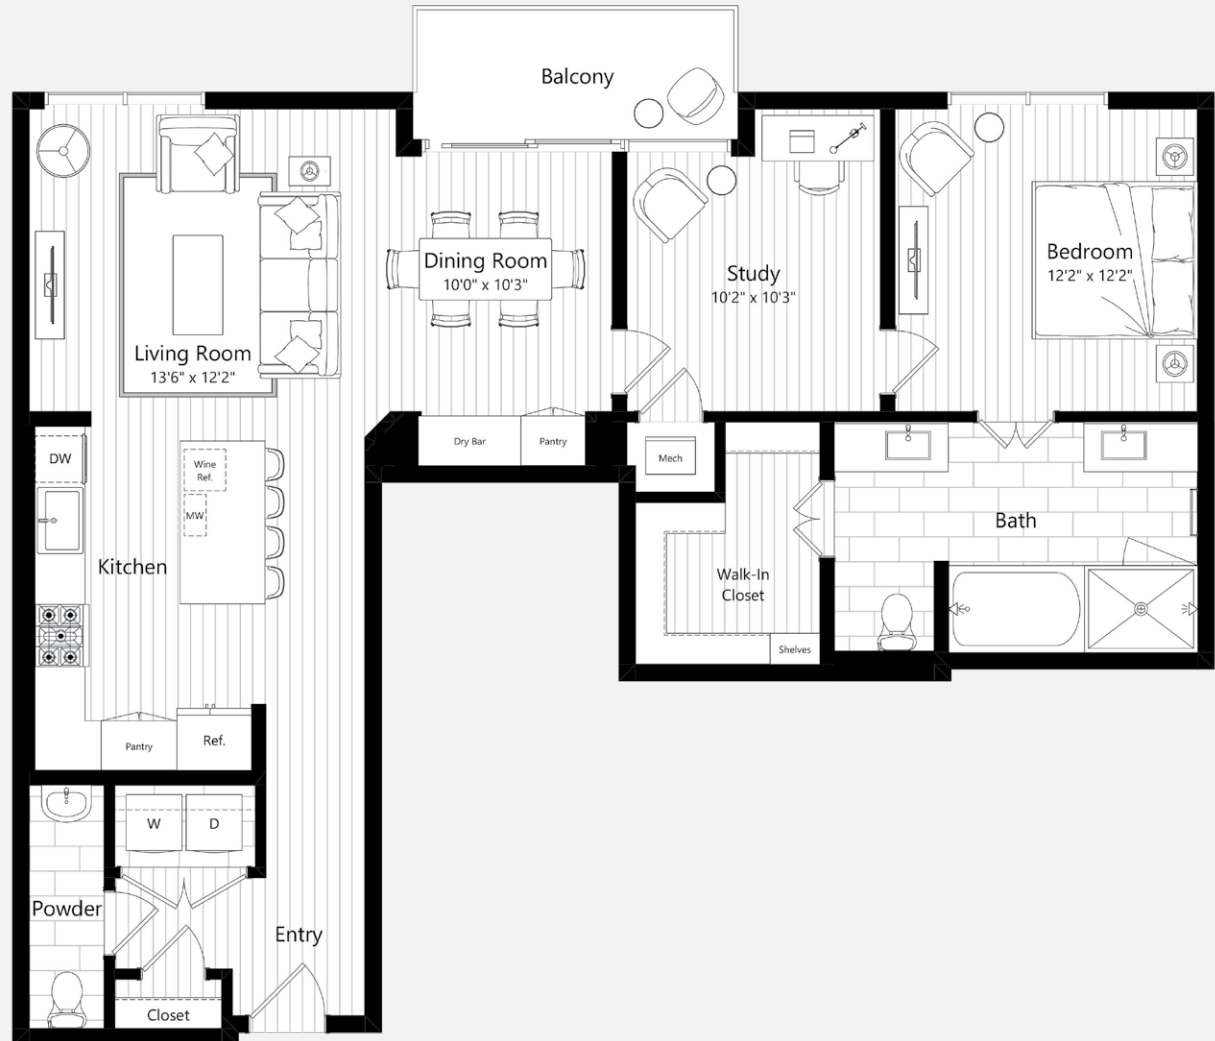 Balcony
Living Room
13'6" x 12'2"
Dining Room
10'0" x 10'3"
Study
10'2" x 10'3"
Bedroom
12'2" x 12'2"
DW
Wine
Ref.
MW
Kitchen
Dry Bar
Pantry
Mech
Walk-In
Closet
Shelves
Bath
Pantry
Ref.
W
D
Powder
Entry
Closet